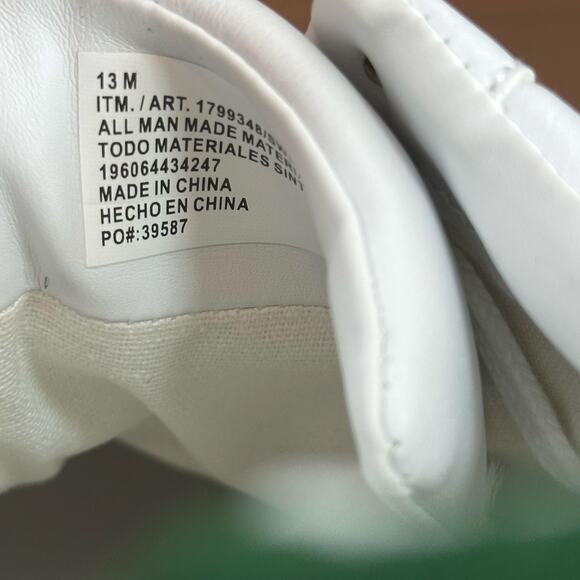 13 M
ITM. / ART. 1799348/
ALL MAN MADE
TODO MATERIALES
196064434247
MADE IN CHINA
HECHO EN CHINA
PO#:39587